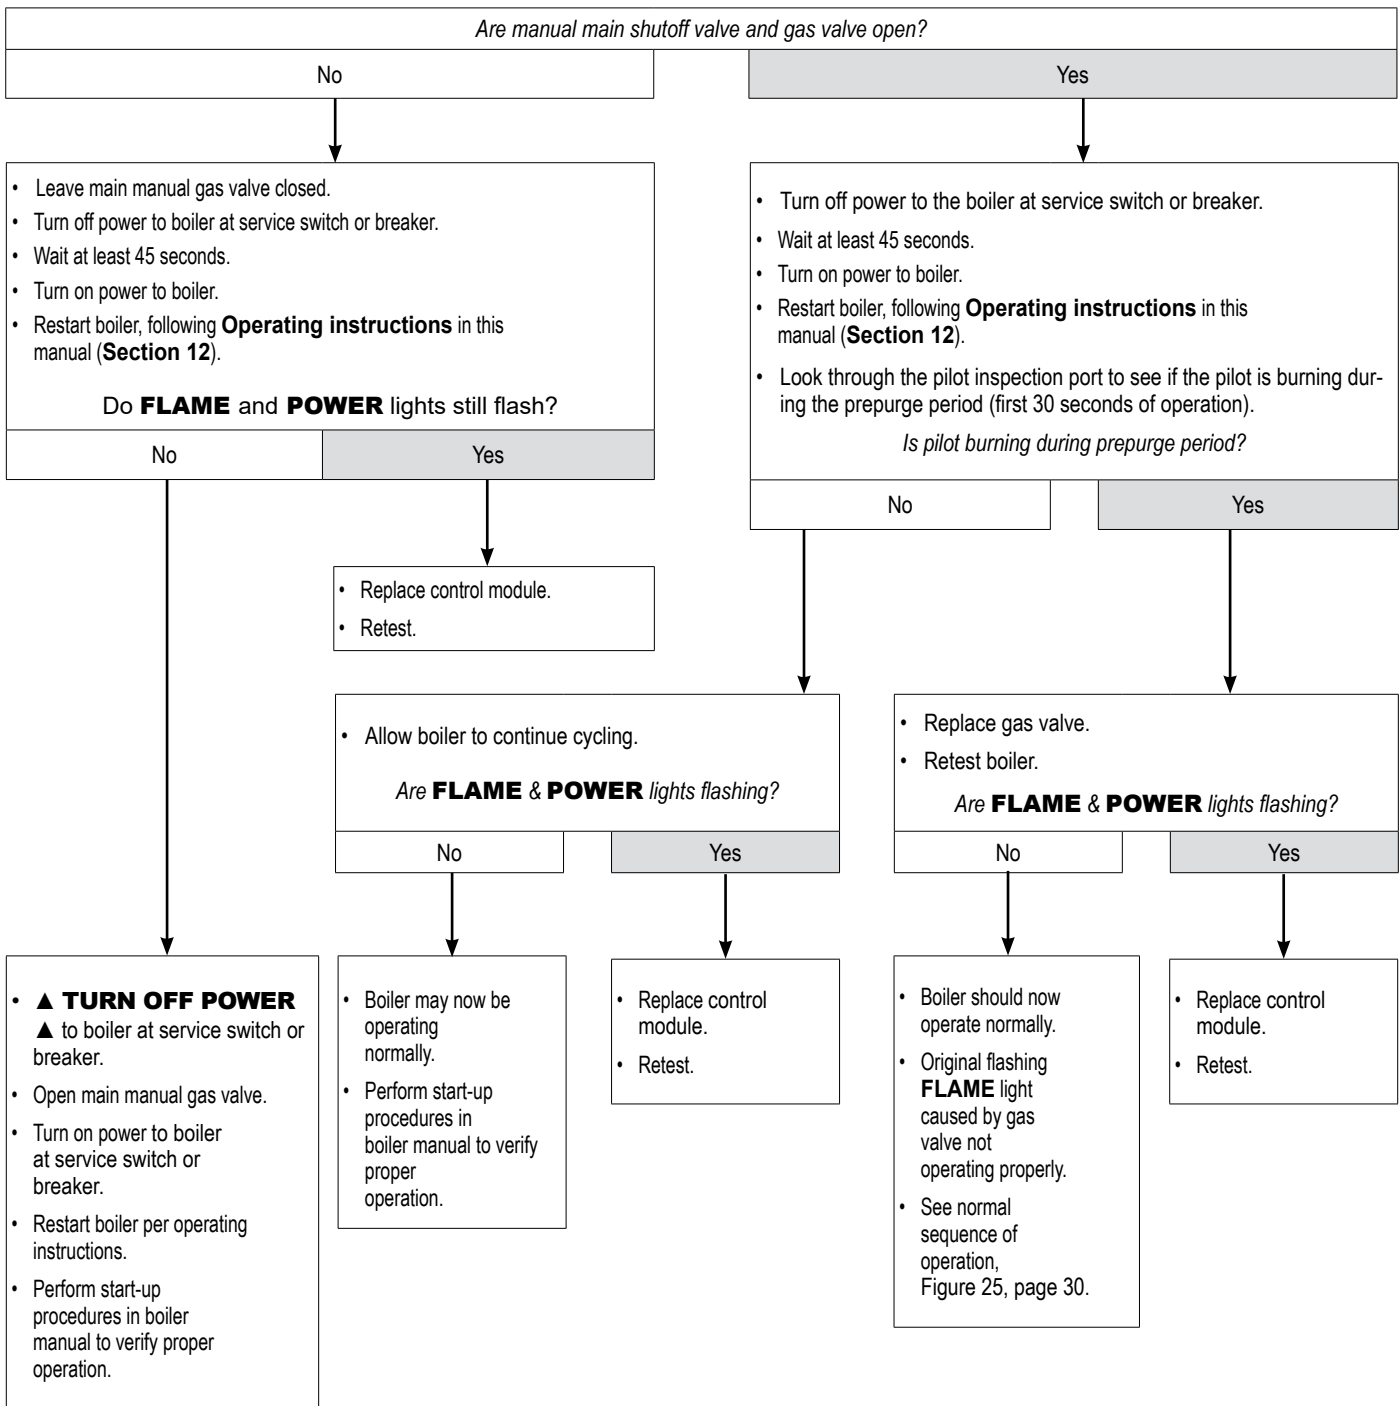 Are manual main shutoff valve and gas valve open?
No
Yes
• Leave main manual gas valve closed.
• Turn off power to boiler at service switch or breaker.
• Wait at least 45 seconds.
• Turn on power to boiler.
• Restart boiler, following Operating instructions in this
manual (Section 12).
Do FLAME and POWER lights still flash?
No
Yes
• Turn off power to the boiler at service switch or breaker.
• Wait at least 45 seconds.
• Turn on power to boiler.
• Restart boiler, following Operating instructions in this
manual (Section 12).
• Look through the pilot inspection port to see if the pilot is burning dur-
ing the prepurge period (first 30 seconds of operation).
Is pilot burning during prepurge period?
No
Yes
• Replace control module.
• Retest.
• Allow boiler to continue cycling.
Are FLAME & POWER lights flashing?
No
Yes
• Replace gas valve.
• Retest boiler.
Are FLAME & POWER lights flashing?
No
Yes
• ▲ TURN OFF POWER
▲ to boiler at service switch or
breaker.
• Open main manual gas valve.
• Turn on power to boiler
at service switch or
breaker.
• Restart boiler per operating
instructions.
• Perform start-up
procedures in boiler
manual to verify proper
operation.
• Boiler may now be
operating
normally.
• Perform start-up
procedures in
boiler manual to verify
proper
operation.
• Replace control
module.
• Retest.
• Boiler should now
operate normally.
• Original flashing
FLAME light
caused by gas
valve not
operating properly.
• See normal
sequence of
operation,
Figure 25, page 30.
• Replace control
module.
• Retest.